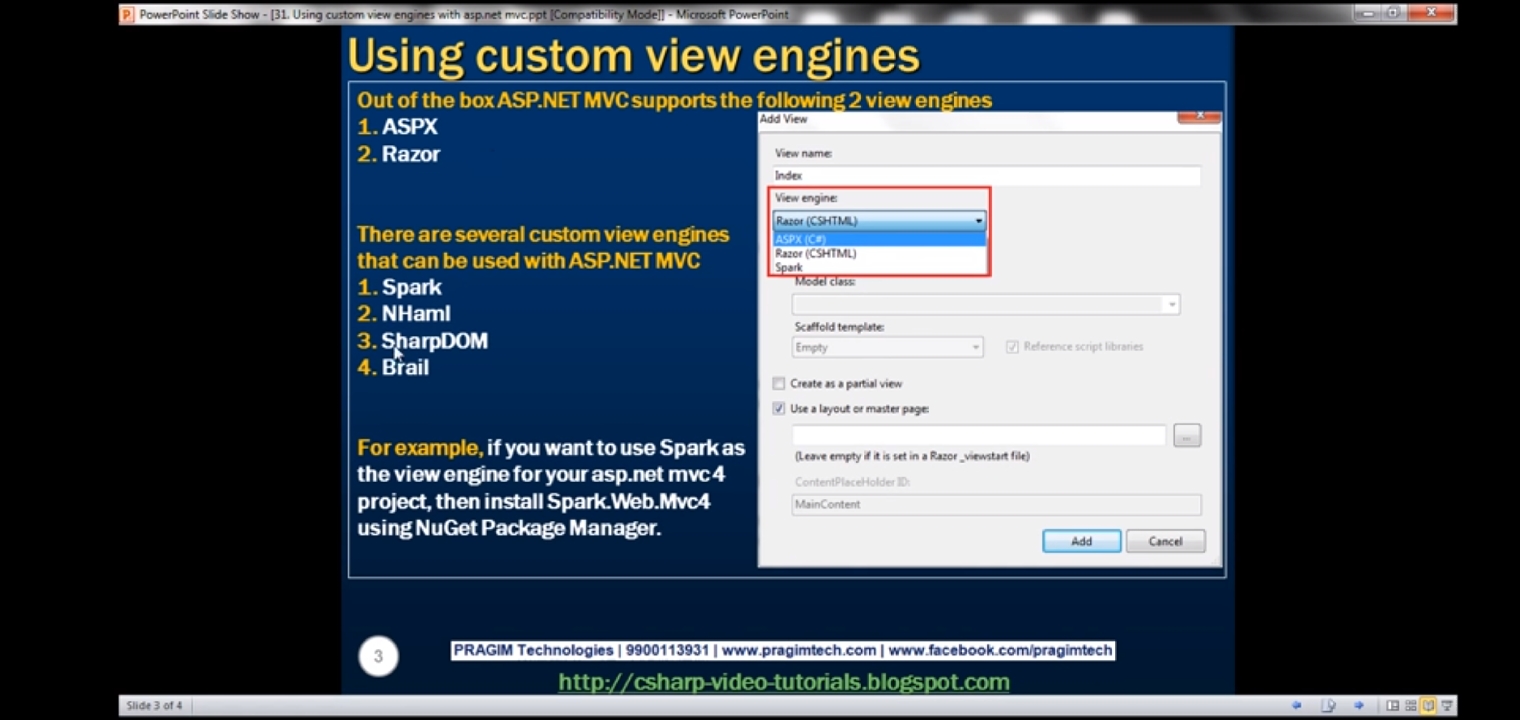 PowerPoint Slide Show - [31. Using custom view engines with asp.net mvc.ppt [Compatibility Mode]] - Microsoft PowerPoint
Using custom view engines
Out of the box ASP.NET MVC supports the following 2 view engines
1. ASPX
2. Razor
There are several custom view engines
that can be used with ASP.NET MVC
1. Spark
2. NHaml
3. SharpDOM
4. Brail
For example, if you want to use Spark as
the view engine for your asp.net mvc 4
project, then install Spark.Web.Mvc4
using NuGet Package Manager.
Add View
View name:
Index
View engine:
Razor (CSHTML)
ASPX (C#)
Razor (CSHTML)
Spark
Model class:
Scaffold template:
Empty
Reference script libraries
Create as a partial view
Use a layout or master page:
...
(Leave empty if it is set in a Razor _viewstart file)
ContentPlaceHolder ID:
MainContent
Add Cancel
3
PRAGIM Technologies | 9900113931 | www.pragimtech.com | www.facebook.com/pragimtech
http://csharp-video-tutorials.blogspot.com
Slide 3 of 4